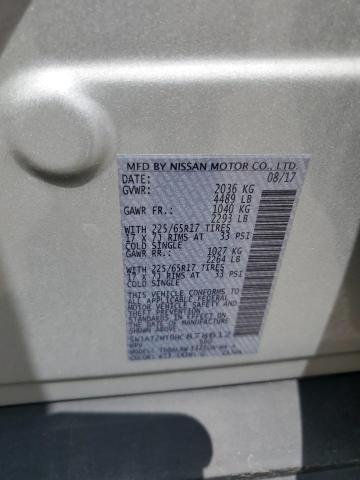 MFD BY NISSAN MOTOR CO., LTD.
DATE: 08/17
GVWR: 2036 KG
4489 LB
GAWR FR.: 1040 KG
2293 LB
WITH 225/65R17 TIRES
17 X 7J RIMS AT 33 PSI
COLD SINGLE
GAWR RR.: 1027 KG
2264 LB
WITH 225/65R17 TIRES
17 X 7J RIMS AT 33 PSI
COLD SINGLE
THIS VEHICLE CONFORMS TO
ALL APPLICABLE FEDERAL
MOTOR VEHICLE SAFETY AND
THEFT PREVENTION
STANDARDS IN EFFECT ON
DATE SHOWN ABOVE.
MPV
MODEL:
COLOR: